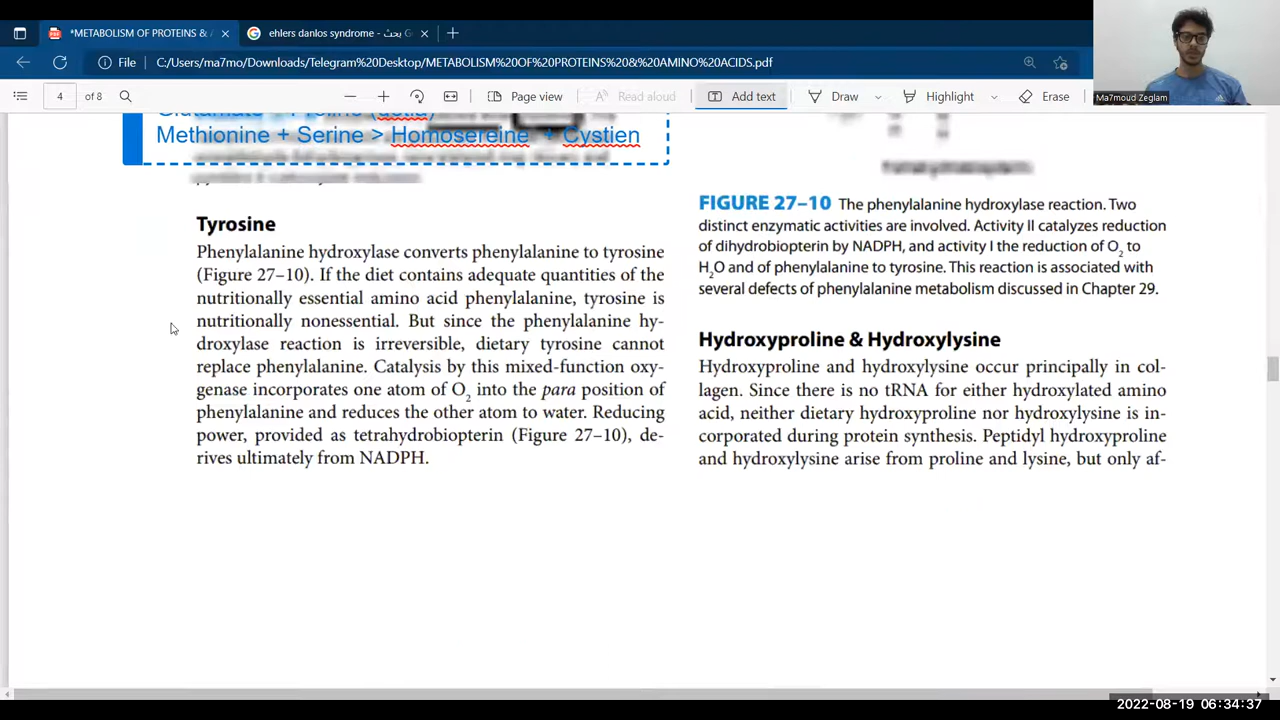 *METABOLISM OF PROTEINS & A
ehlers danlos syndrome - بحث G
File
C:/Users/ma7mo/Downloads/Telegram%20Desktop/METABOLISM%20OF%20PROTEINS%20&%20AMINO%20ACIDS.pdf
4 of 8
Page view
Read aloud
Add text
Draw
Highlight
Erase
Ma7moud Zeglam
Methionine + Serine > Homosereine + Cystien
Tyrosine
Phenylalanine hydroxylase converts phenylalanine to tyrosine
(Figure 27–10). If the diet contains adequate quantities of the
nutritionally essential amino acid phenylalanine, tyrosine is
nutritionally nonessential. But since the phenylalanine hy-
droxylase reaction is irreversible, dietary tyrosine cannot
replace phenylalanine. Catalysis by this mixed-function oxy-
genase incorporates one atom of O2 into the para position of
phenylalanine and reduces the other atom to water. Reducing
power, provided as tetrahydrobiopterin (Figure 27–10), de-
rives ultimately from NADPH.
FIGURE 27–10 The phenylalanine hydroxylase reaction. Two
distinct enzymatic activities are involved. Activity II catalyzes reduction
of dihydrobiopterin by NADPH, and activity I the reduction of O2 to
H2O and of phenylalanine to tyrosine. This reaction is associated with
several defects of phenylalanine metabolism discussed in Chapter 29.
Hydroxyproline & Hydroxylysine
Hydroxyproline and hydroxylysine occur principally in col-
lagen. Since there is no tRNA for either hydroxylated amino
acid, neither dietary hydroxyproline nor hydroxylysine is in-
corporated during protein synthesis. Peptidyl hydroxyproline
and hydroxylysine arise from proline and lysine, but only af-
2022-08-19 06:34:37